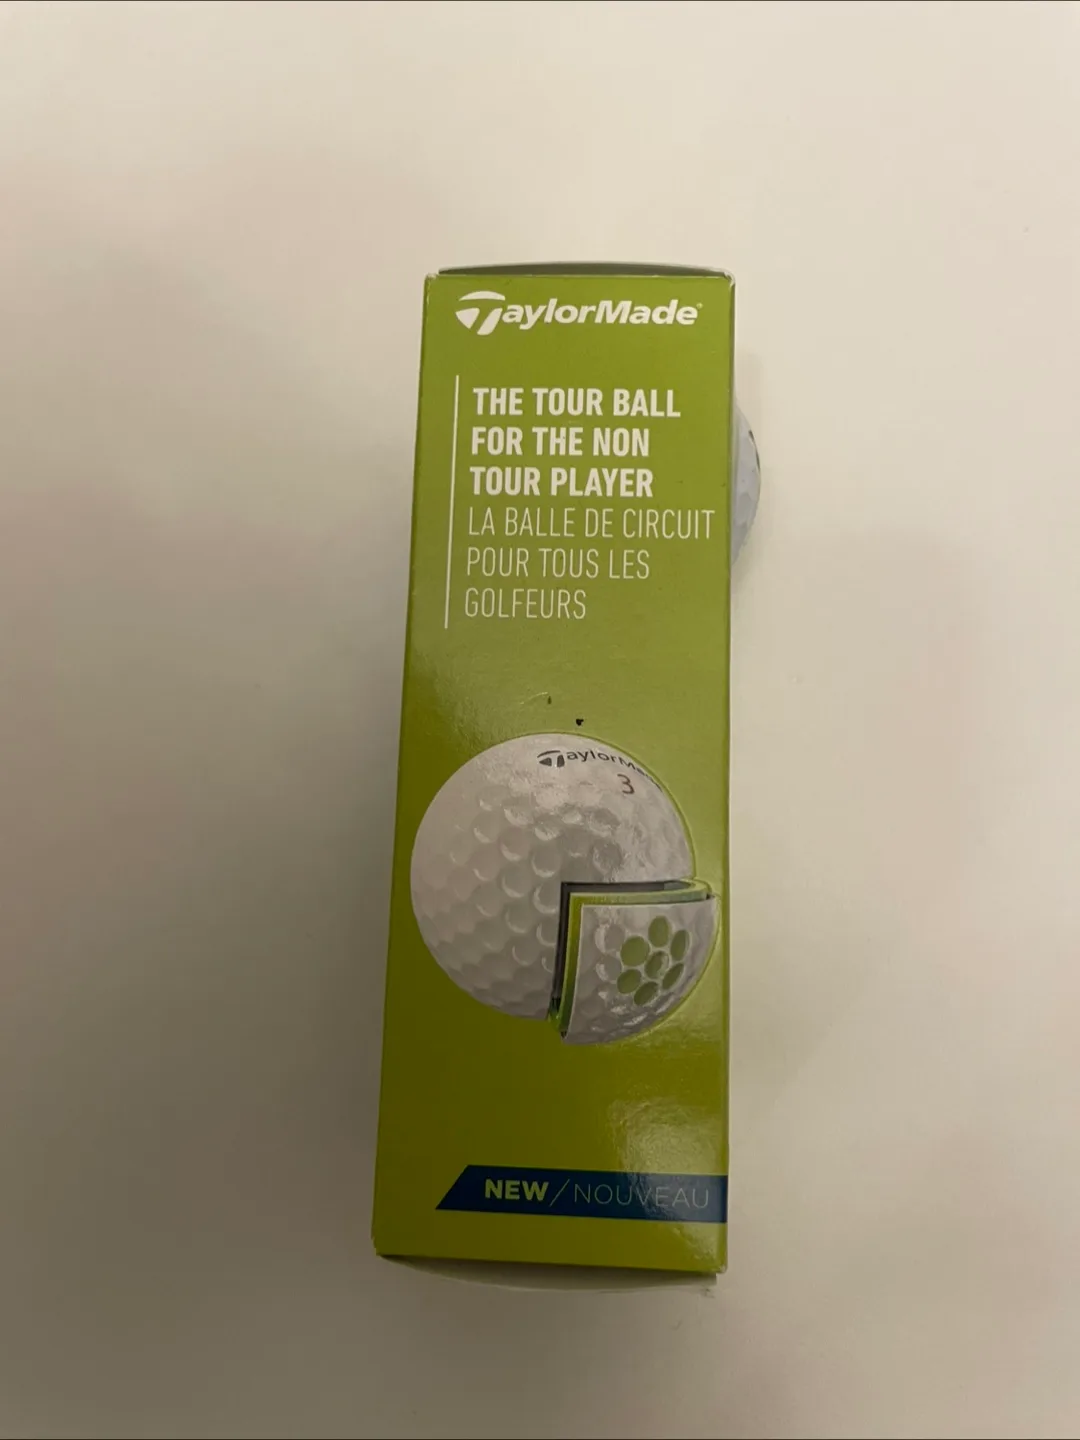 TaylorMade
THE TOUR BALL
FOR THE NON
TOUR PLAYER
LA BALLE DE CIRCUIT
POUR TOUS LES
GOLFEURS
3
NEW/NOUVEAU